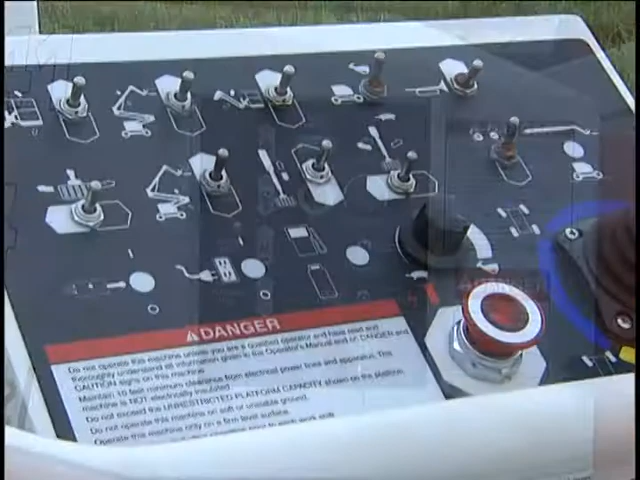 DANGER
DANGER
Do not operate this machine unless you are a qualified operator and have read and
thoroughly understand all information given in the Operator's Manual and on DANGER and
CAUTION signs on this machine.
Maintain 10 feet minimum clearance from electrical power lines and apparatus. This
machine is NOT electrically insulated.
Do not exceed the UNRESTRICTED PLATFORM CAPACITY shown on the platform.
Do not operate this machine on soft or unstable ground.
Operate this machine only on a firm level surface.